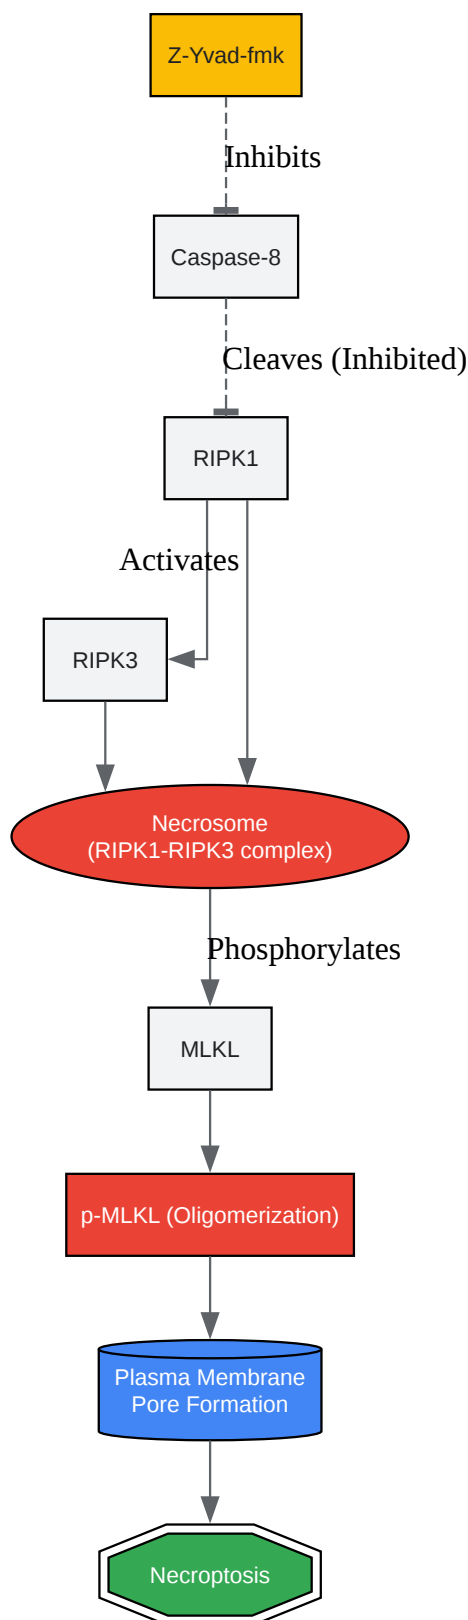 Z-Yvad-fmk
Inhibits
Caspase-8
Cleaves (Inhibited)
RIPK1
Activates
RIPK3
Necrosome
(RIPK1-RIPK3 complex)
Phosphorylates
MLKL
p-MLKL (Oligomerization)
Plasma Membrane
Pore Formation
Necroptosis